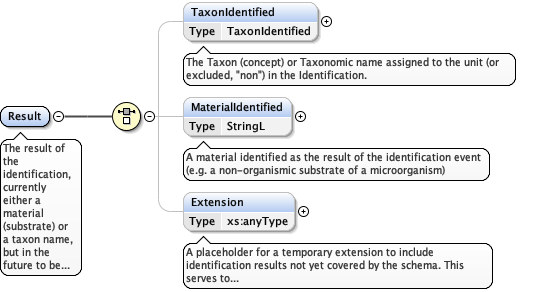 TaxonIdentified
Type TaxonIdentified
The Taxon (concept) or Taxonomic name assigned to the unit (or
excluded, "non") in the Identification.
Result
The result of
the
identification,
currently
either a
material
(substrate) or
a taxon name,
but in the
future to be...
MaterialIdentified
Type StringL
A material identified as the result of the identification event
(e.g. a non-organismic substrate of a microorganism)
Extension
Type xs:anyType
A placeholder for a temporary extension to include
identification results not yet covered by the schema. This
serves to...